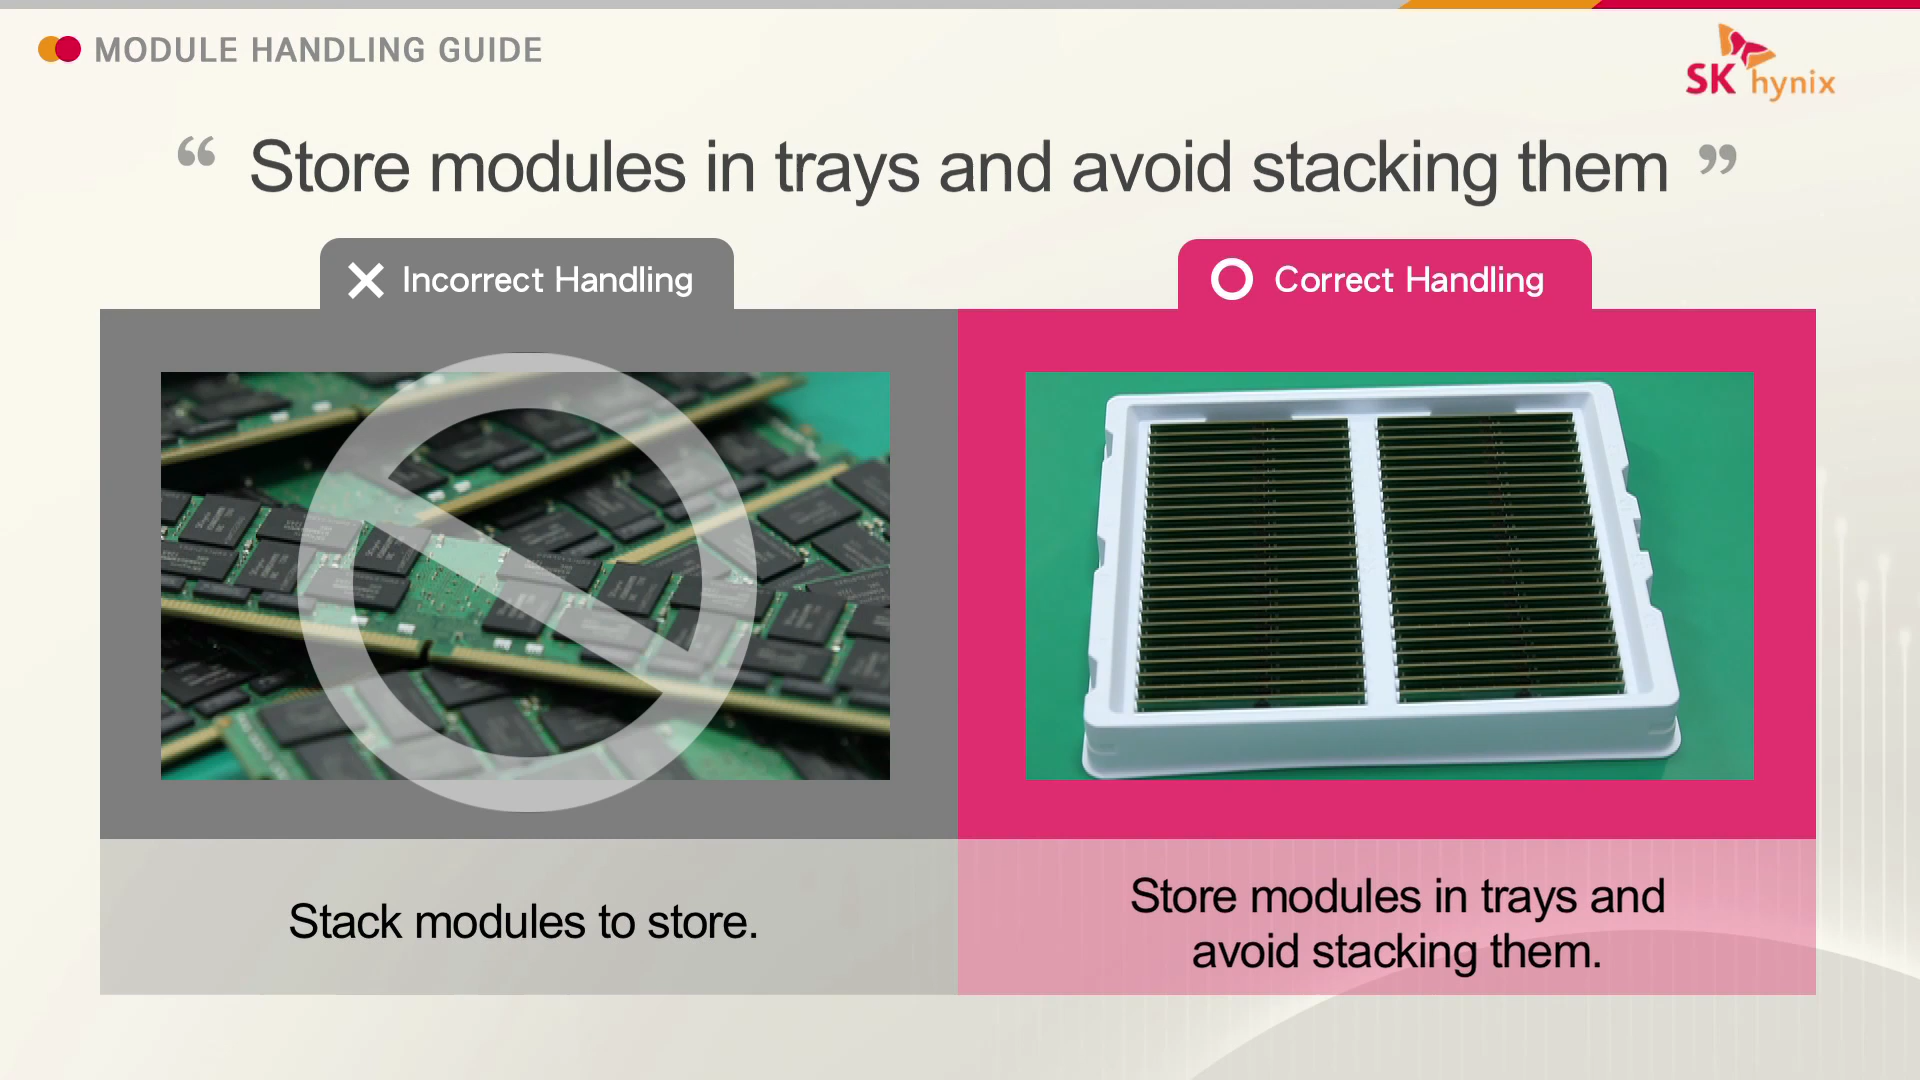 MODULE HANDLING GUIDE
SK hynix
“ Store modules in trays and avoid stacking them ”
Incorrect Handling
Correct Handling
Stack modules to store.
Store modules in trays and
avoid stacking them.